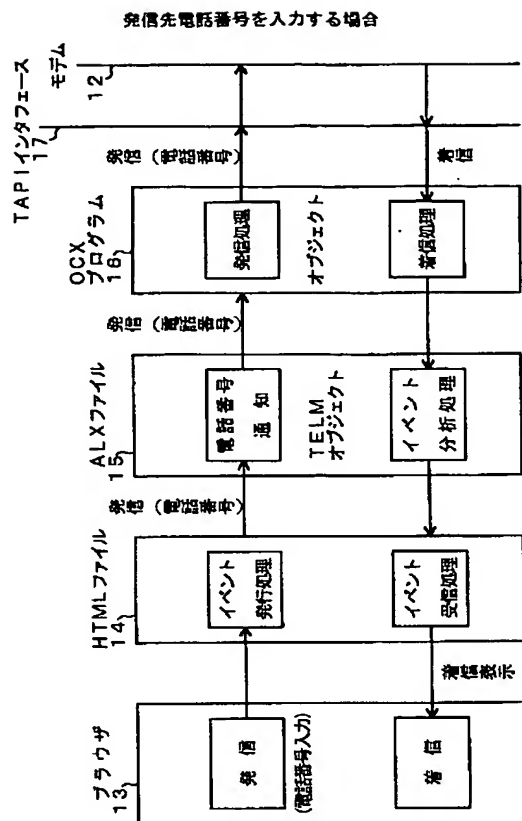 発信先電話番号を入力する場合
ブラウザ
13
発信
(電話番号入力)
着信
HTMLファイル
14
イベント
発行処理
イベント
受信処理
着信表示
発信(電話番号)
ALXファイル
15
電話番号
通知
TELM
オブジェクト
イベント
分析処理
発信(電話番号)
OCX
プログラム
16
発信処理
オブジェクト
着信処理
発信(電話番号)
着信
TAPIインタフェース
17
モデム
12